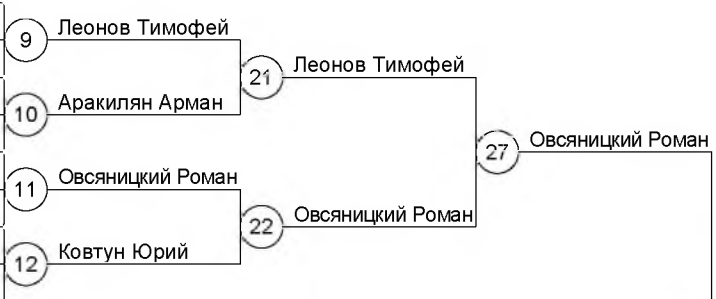 9 Леонов Тимофей
21 Леонов Тимофей
10 Аракилян Арман
27 Овсяницкий Роман
11 Овсяницкий Роман
22 Овсяницкий Роман
12 Ковтун Юрий